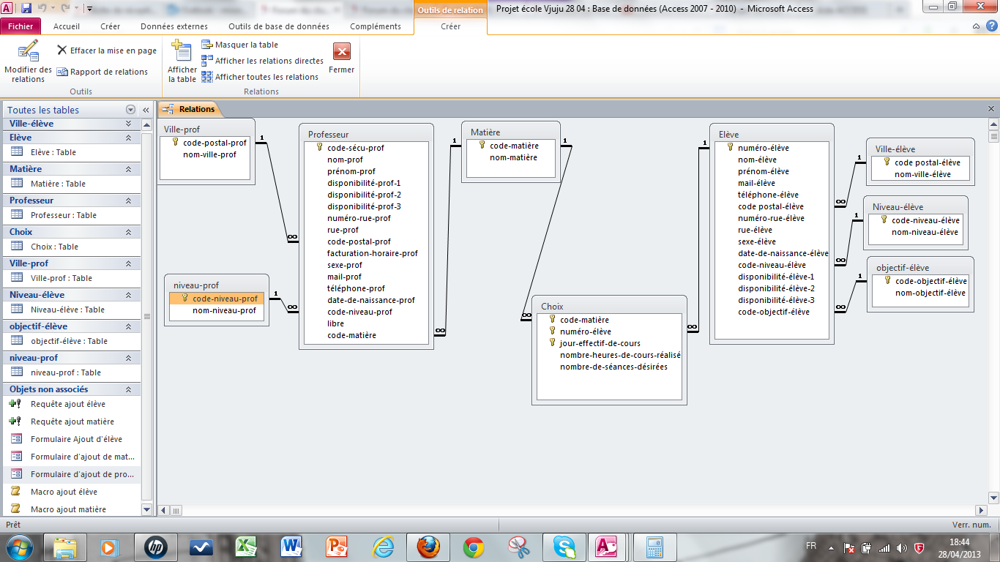 Outils de relation
Projet école Vjuju 28 04 : Base de données (Access 2007 - 2010) - Microsoft Access
Fichier
Accueil
Créer
Données externes
Outils de base de données
Compléments
Créer
Modifier des
relations
Effacer la mise en page
Rapport de relations
Outils
Afficher
la table
Masquer la table
Afficher les relations directes
Afficher toutes les relations
Fermer
Relations
Toutes les tables
Ville-élève
Elève
Elève : Table
Matière
Matière : Table
Professeur
Professeur : Table
Choix
Choix : Table
Ville-prof
Ville-prof : Table
Niveau-élève
Niveau-élève : Table
objectif-élève
objectif-élève : Table
niveau-prof
niveau-prof : Table
Objets non associés
Requête ajout élève
Requête ajout matière
Formulaire Ajout d'élève
Formulaire d'ajout de mat...
Formulaire d'ajout de pro...
Macro ajout élève
Macro ajout matière
Relations
Ville-prof
code-postal-prof
nom-ville-prof
1
∞
niveau-prof
code-niveau-prof
nom-niveau-prof
1
∞
Professeur
code-sécu-prof
nom-prof
prénom-prof
disponibilité-prof-1
disponibilité-prof-2
disponibilité-prof-3
numéro-rue-prof
rue-prof
code-postal-prof
facturation-horaire-prof
sexe-prof
mail-prof
téléphone-prof
date-de-naissance-prof
code-niveau-prof
libre
code-matière
∞
1
Matière
code-matière
nom-matière
1
∞
Choix
code-matière
numéro-élève
jour-effectif-de-cours
nombre-heures-de-cours-réalisé
nombre-de-séances-désirées
∞
1
Elève
numéro-élève
nom-élève
prénom-élève
mail-élève
téléphone-élève
code postal-élève
numéro-rue-élève
rue-élève
sexe-élève
date-de-naissance-élève
code-niveau-élève
disponibilité-élève-1
disponibilité-élève-2
disponibilité-élève-3
code-objectif-élève
∞
1
Ville-élève
code postal-élève
nom-ville-élève
∞
1
Niveau-élève
code-niveau-élève
nom-niveau-élève
∞
1
objectif-élève
code-objectif-élève
nom-objectif-élève
Prêt
Verr. num.
FR
18:44
28/04/2013